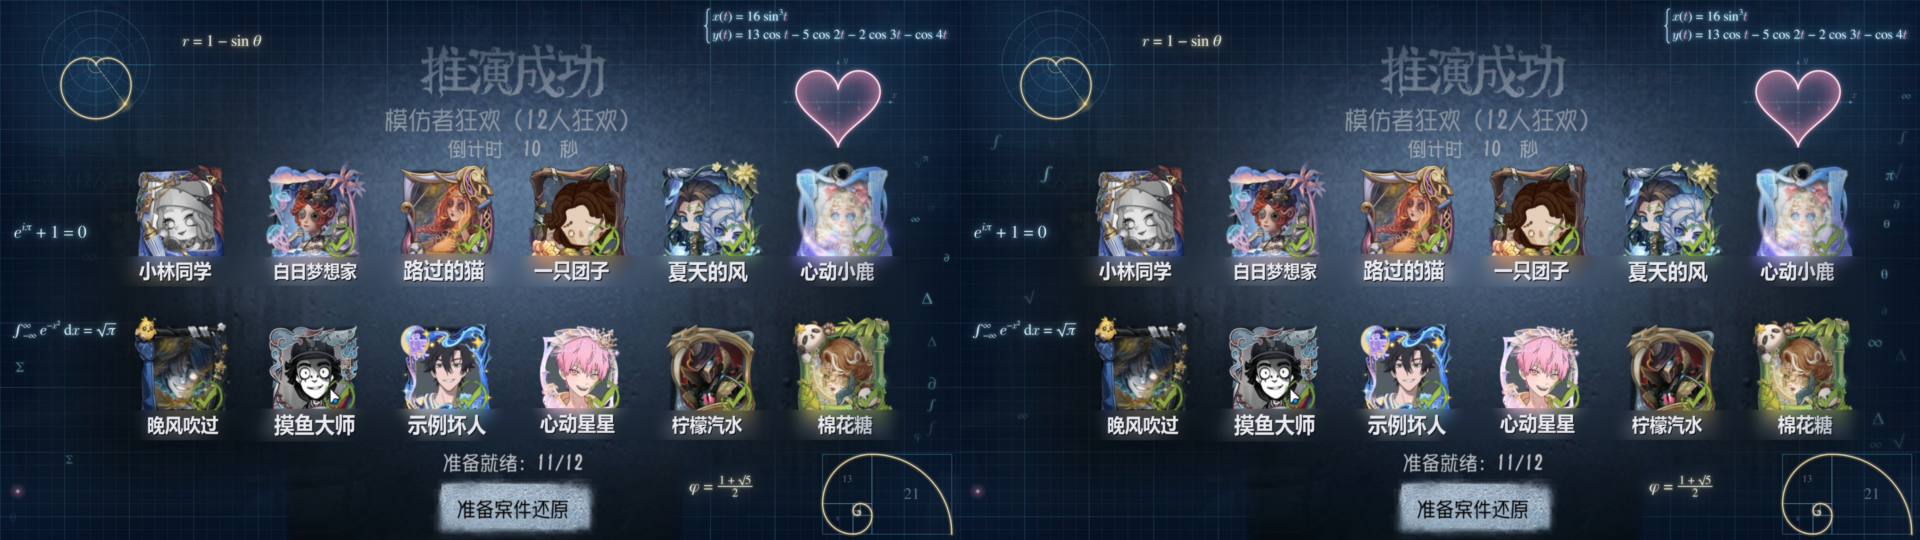 r = 1 − sin θ
x(t) = 16 sin³t
y(t) = 13 cos t − 5 cos 2t − 2 cos 3t − cos 4t
推演成功
模仿者狂欢（12人狂欢）
倒计时 10 秒
小林同学 白日梦想家 路过的猫 一只团子 夏天的风 心动小鹿
e^{iπ} + 1 = 0
∫_{−∞}^{∞} e^{−x²} dx = √π
晚风吹过 摸鱼大师 示例坏人 心动星星 柠檬汽水 棉花糖
准备就绪：11/12
准备案件还原
φ = (1 + √5)/2
13
21
r = 1 − sin θ
x(t) = 16 sin³t
y(t) = 13 cos t − 5 cos 2t − 2 cos 3t − cos 4t
推演成功
模仿者狂欢（12人狂欢）
倒计时 10 秒
小林同学 白日梦想家 路过的猫 一只团子 夏天的风 心动小鹿
e^{iπ} + 1 = 0
∫_{−∞}^{∞} e^{−x²} dx = √π
晚风吹过 摸鱼大师 示例坏人 心动星星 柠檬汽水 棉花糖
准备就绪：11/12
准备案件还原
φ = (1 + √5)/2
13
21